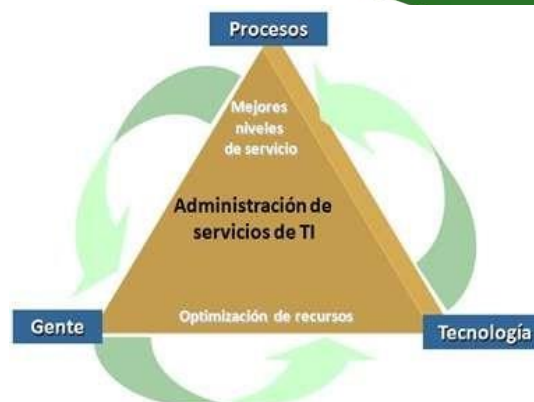 Procesos
Mejores
niveles
de servicio
Administración de
servicios de TI
Optimización de recursos
Gente
Tecnología